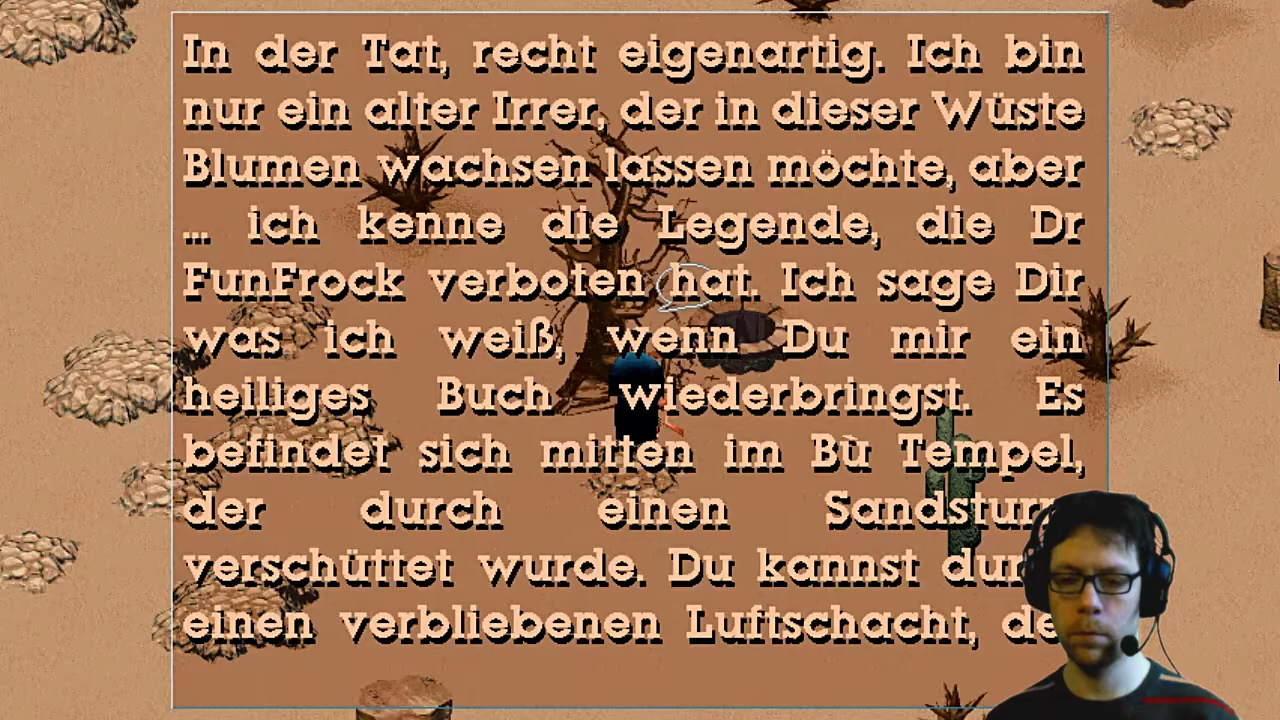 In der Tat, recht eigenartig. Ich bin
nur ein alter Irrer, der in dieser Wüste
Blumen wachsen lassen möchte, aber
... ich kenne die Legende, die Dr
FunFrock verboten hat. Ich sage Dir
was ich weiß, wenn Du mir ein
heiliges Buch wiederbringst. Es
befindet sich mitten im Bù Tempel,
der durch einen
verschüttet wurde. Du kannst
einen verbliebenen Luftschacht,